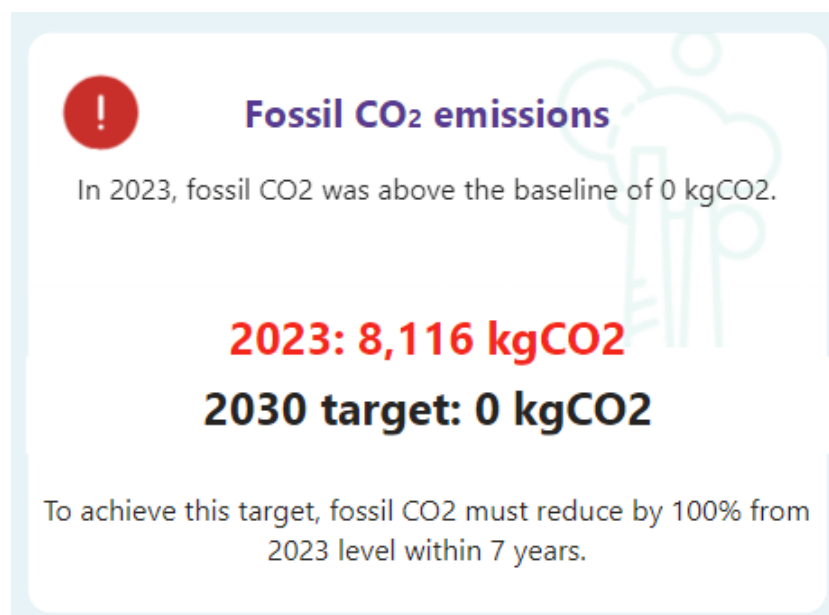 !
Fossil CO₂ emissions
In 2023, fossil CO2 was above the baseline of 0 kgCO2.
2023: 8,116 kgCO2
2030 target: 0 kgCO2
To achieve this target, fossil CO2 must reduce by 100% from
2023 level within 7 years.